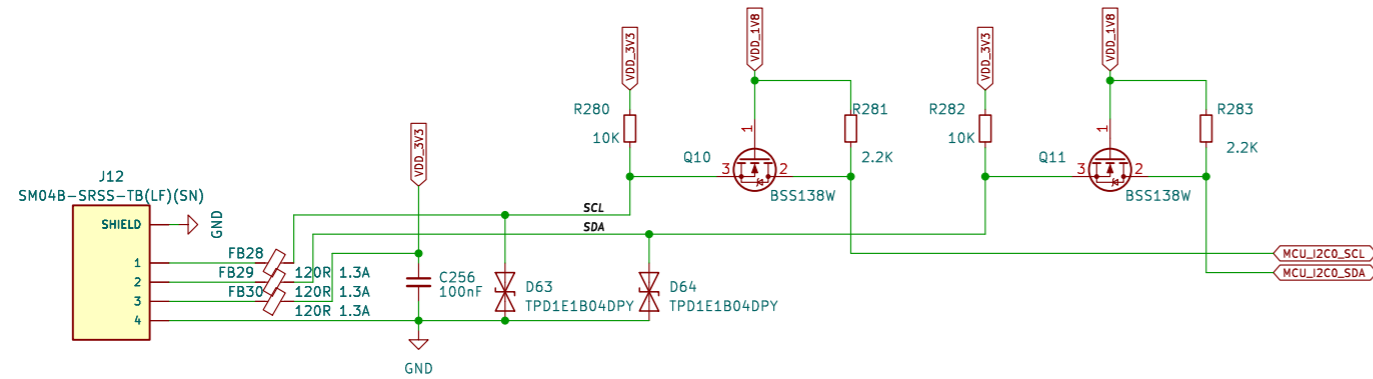 VDD_3V3
VDD_1V8
VDD_3V3
VDD_1V8
R280
10K
R281
2.2K
R282
10K
R283
2.2K
1
1
Q10
3
2
BSS138W
Q11
3
2
BSS138W
VDD_3V3
J12
SM04B-SRSS-TB(LF)(SN)
SHIELD
GND
SCL
SDA
FB28
1
120R 1.3A
FB29
2
120R 1.3A
FB30
3
120R 1.3A
4
C256
100nF
D63
TPD1E1B04DPY
D64
TPD1E1B04DPY
MCU_I2C0_SCL
MCU_I2C0_SDA
GND